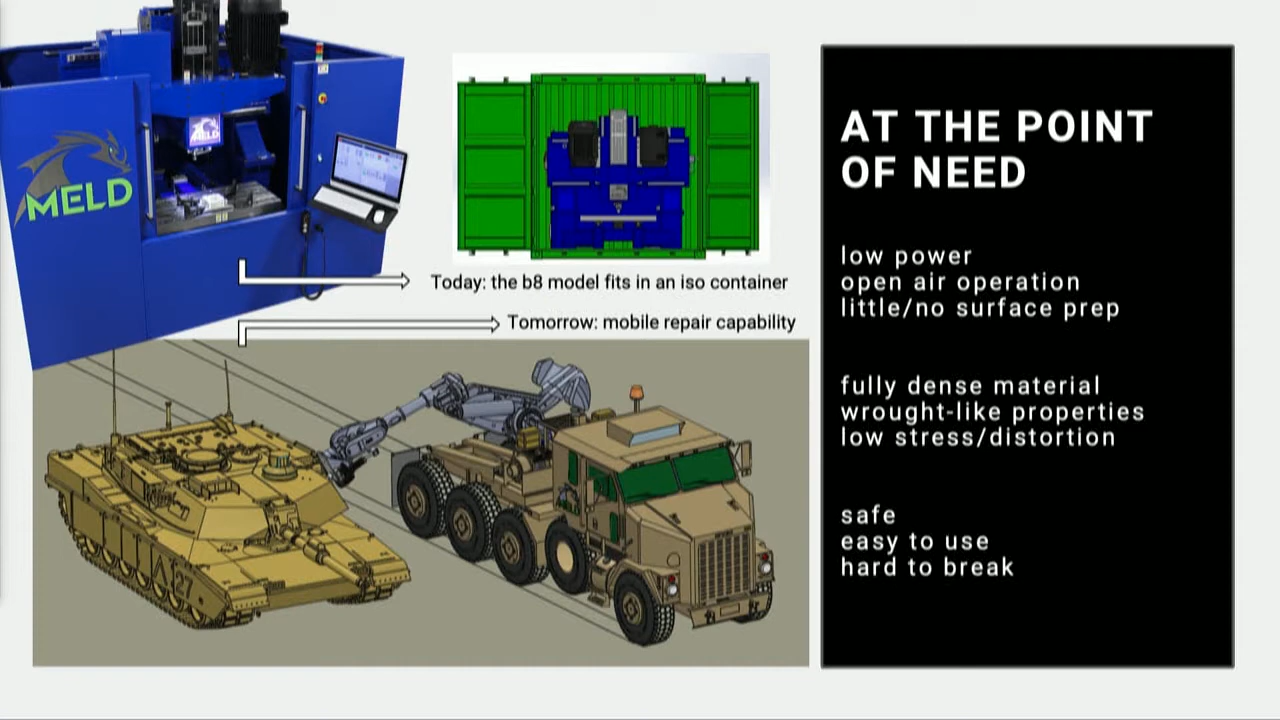 MELD
MELD
Today: the b8 model fits in an iso container
Tomorrow: mobile repair capability
27
AT THE POINT
OF NEED
low power
open air operation
little/no surface prep
fully dense material
wrought-like properties
low stress/distortion
safe
easy to use
hard to break